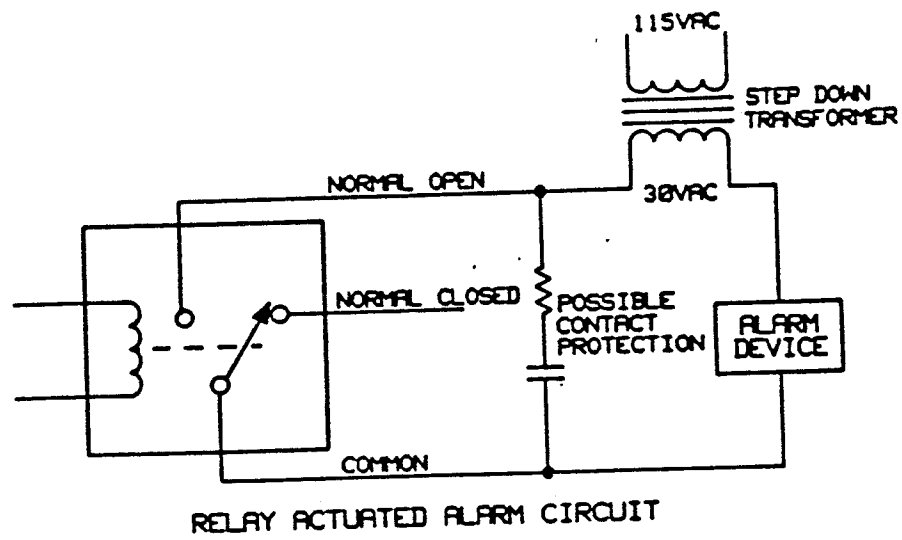 115VAC
STEP DOWN
TRANSFORMER
NORMAL OPEN
30VAC
NORMAL CLOSED
POSSIBLE
CONTACT
PROTECTION
ALARM
DEVICE
COMMON
RELAY ACTUATED ALARM CIRCUIT